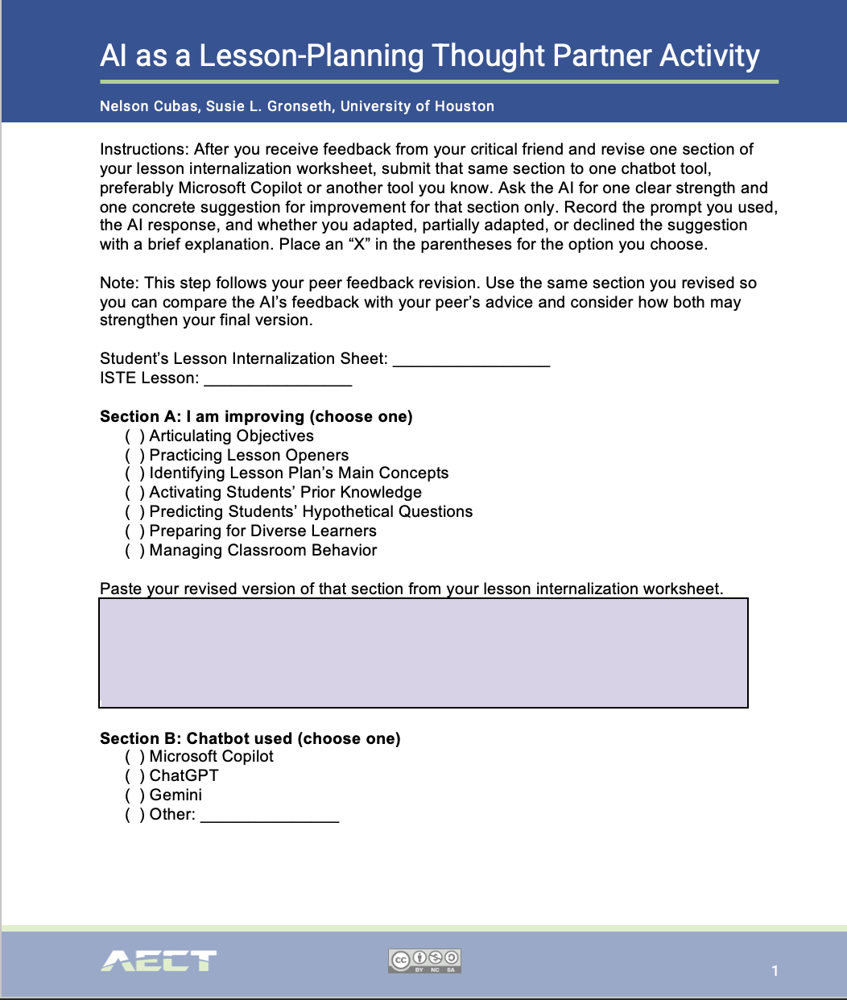 AI as a Lesson-Planning Thought Partner Activity
Nelson Cubas, Susie L. Gronseth, University of Houston
Instructions: After you receive feedback from your critical friend and revise one section of
your lesson internalization worksheet, submit that same section to one chatbot tool,
preferably Microsoft Copilot or another tool you know. Ask the AI for one clear strength and
one concrete suggestion for improvement for that section only. Record the prompt you used,
the AI response, and whether you adapted, partially adapted, or declined the suggestion
with a brief explanation. Place an “X” in the parentheses for the option you choose.
Note: This step follows your peer feedback revision. Use the same section you revised so
you can compare the AI’s feedback with your peer’s advice and consider how both may
strengthen your final version.
Student’s Lesson Internalization Sheet: _________________
ISTE Lesson: ________________
Section A: I am improving (choose one)
( ) Articulating Objectives
( ) Practicing Lesson Openers
( ) Identifying Lesson Plan’s Main Concepts
( ) Activating Students’ Prior Knowledge
( ) Predicting Students’ Hypothetical Questions
( ) Preparing for Diverse Learners
( ) Managing Classroom Behavior
Paste your revised version of that section from your lesson internalization worksheet.
Section B: Chatbot used (choose one)
( ) Microsoft Copilot
( ) ChatGPT
( ) Gemini
( ) Other: _______________
AECT
cc BY NC SA
1